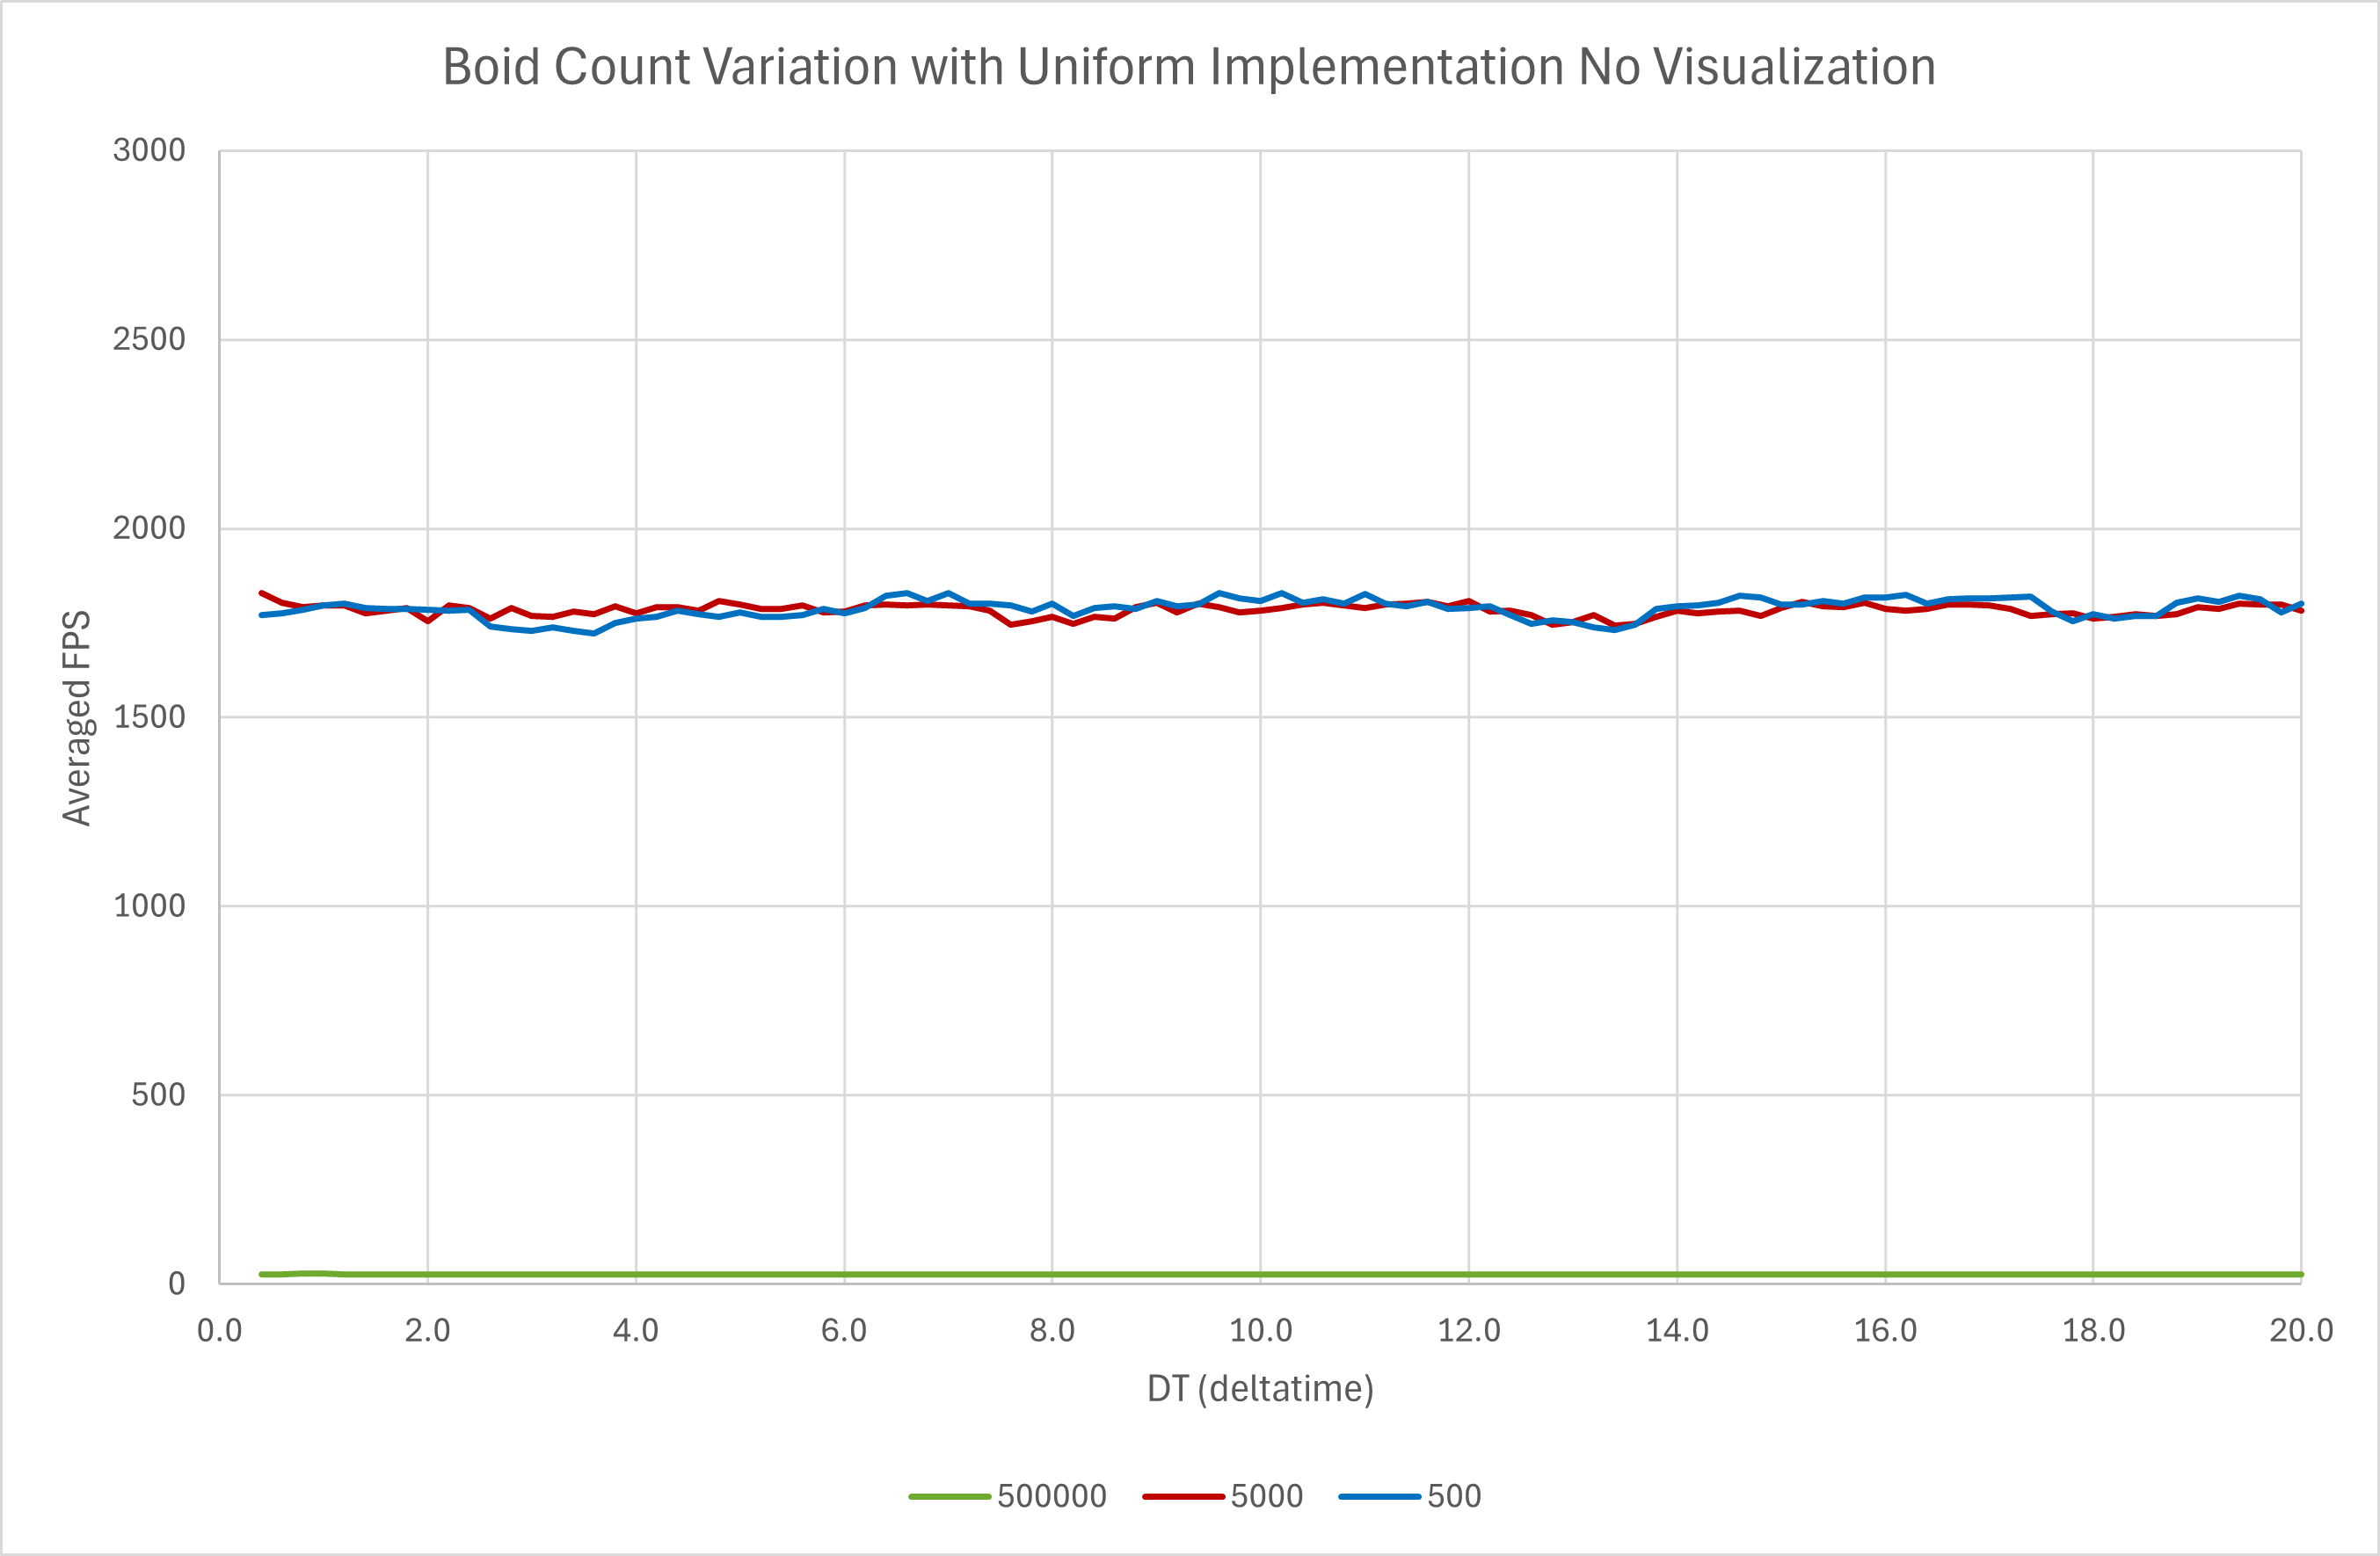 Boid Count Variation with Uniform Implementation No Visualization
3000
2500
2000
1500
1000
500
0
Averaged FPS
0.0 2.0 4.0 6.0 8.0 10.0 12.0 14.0 16.0 18.0 20.0
DT (deltatime)
500000 5000 500